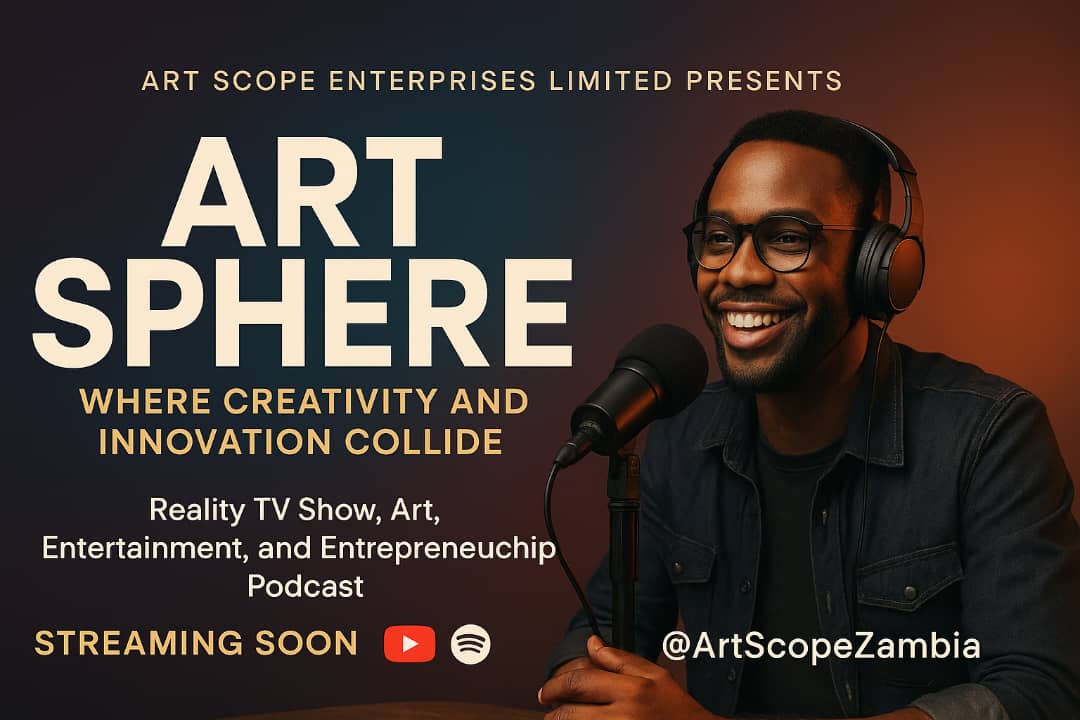 ART SCOPE ENTERPRISES LIMITED PRESENTS
ART
SPHERE
WHERE CREATIVITY AND
INNOVATION COLLIDE
Reality TV Show, Art,
Entertainment, and Entrepreneuchip
Podcast
STREAMING SOON
@ArtScopeZambia